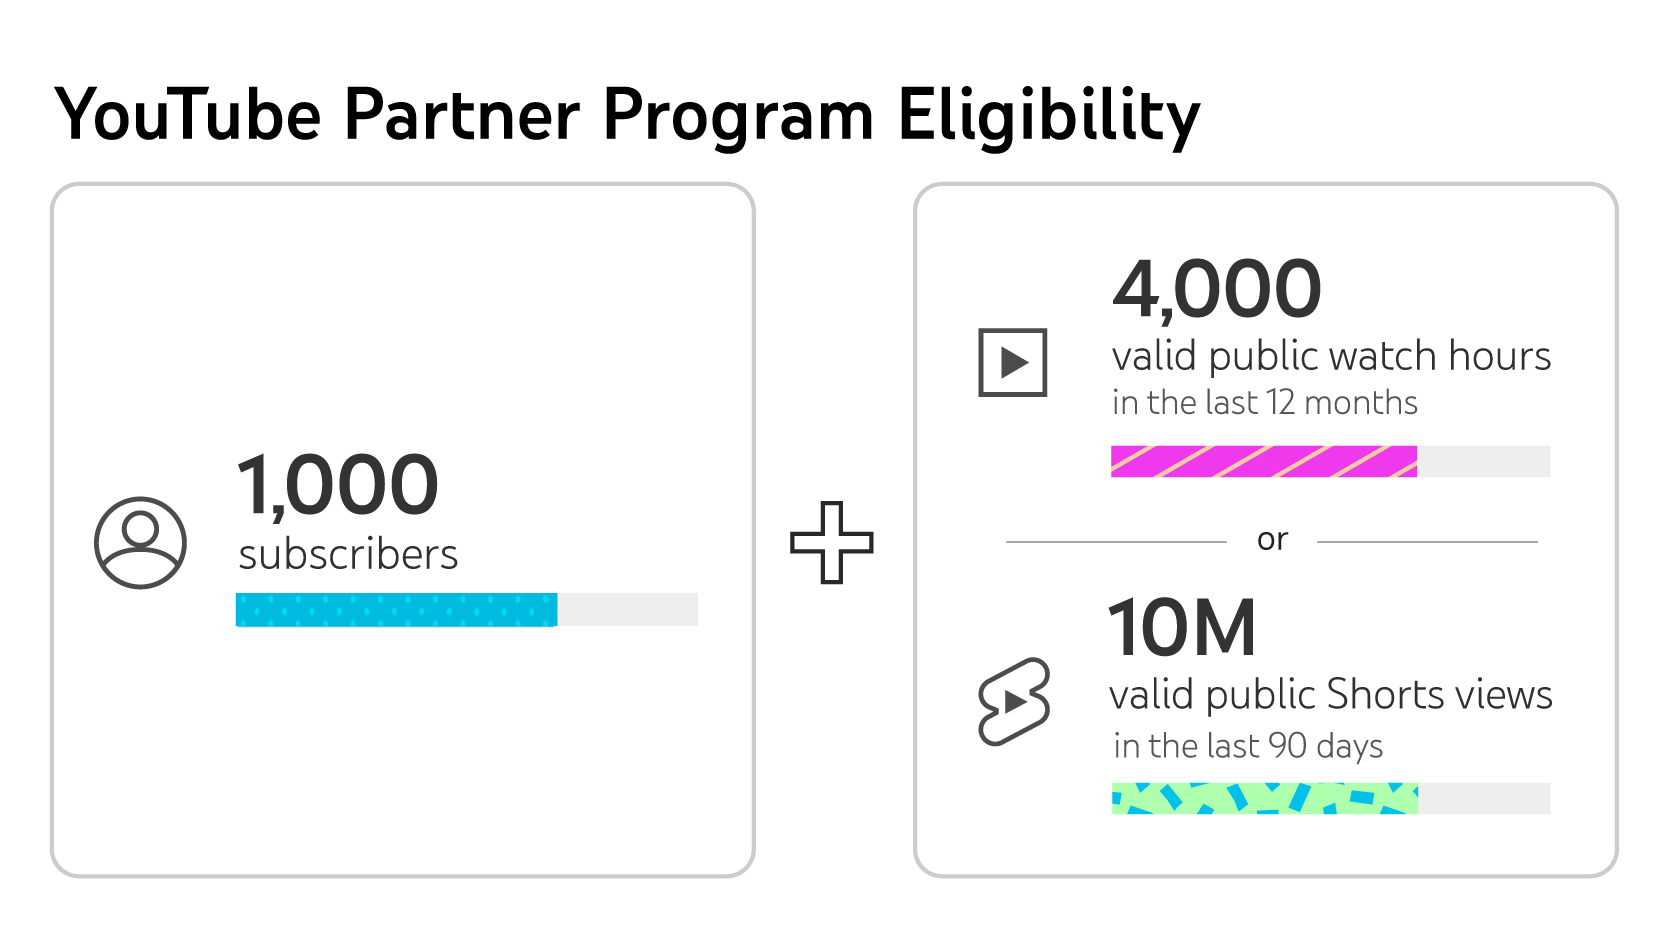 YouTube Partner Program Eligibility
1,000
subscribers
4,000
valid public watch hours
in the last 12 months
or
10M
valid public Shorts views
in the last 90 days